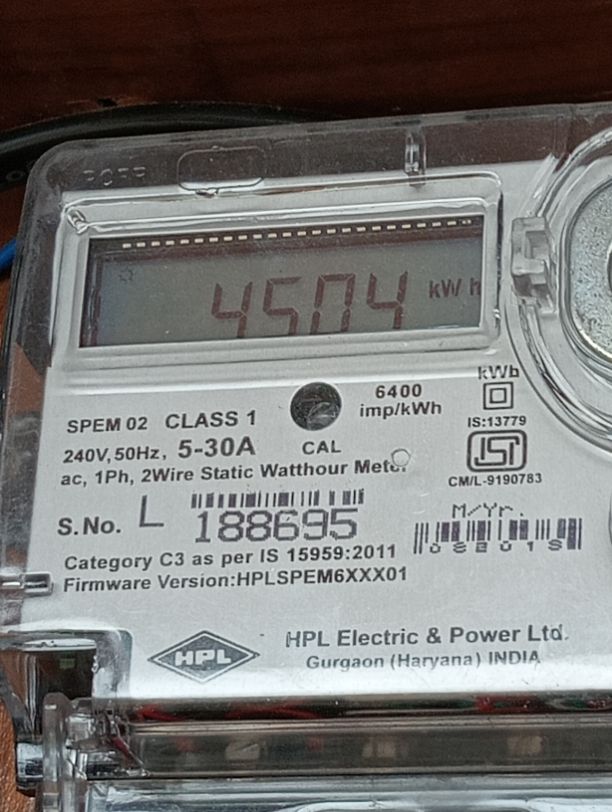 4504 kWh
kWh
6400
imp/kWh
SPEM 02 CLASS 1
240V, 50Hz, 5-30A CAL
ac, 1Ph, 2Wire Static Watthour Meter
IS:13779
ISI
CM/L-9190783
S.No. L 188695
M/Yr.
Category C3 as per IS 15959:2011
Firmware Version:HPLSPEM6XXX01
HPL
HPL Electric & Power Ltd.
Gurgaon (Haryana) INDIA